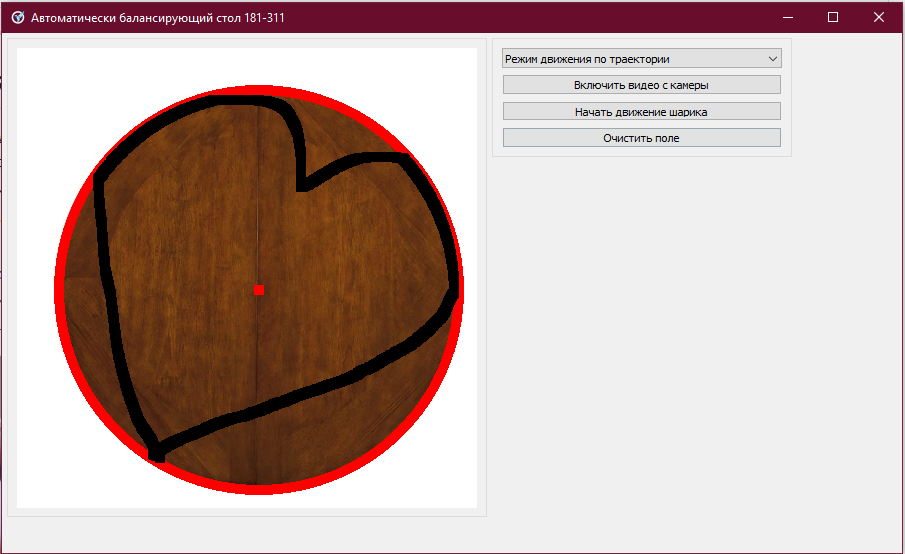 Автоматически балансирующий стол 181-311
Режим движения по траектории
Включить видео с камеры
Начать движение шарика
Очистить поле